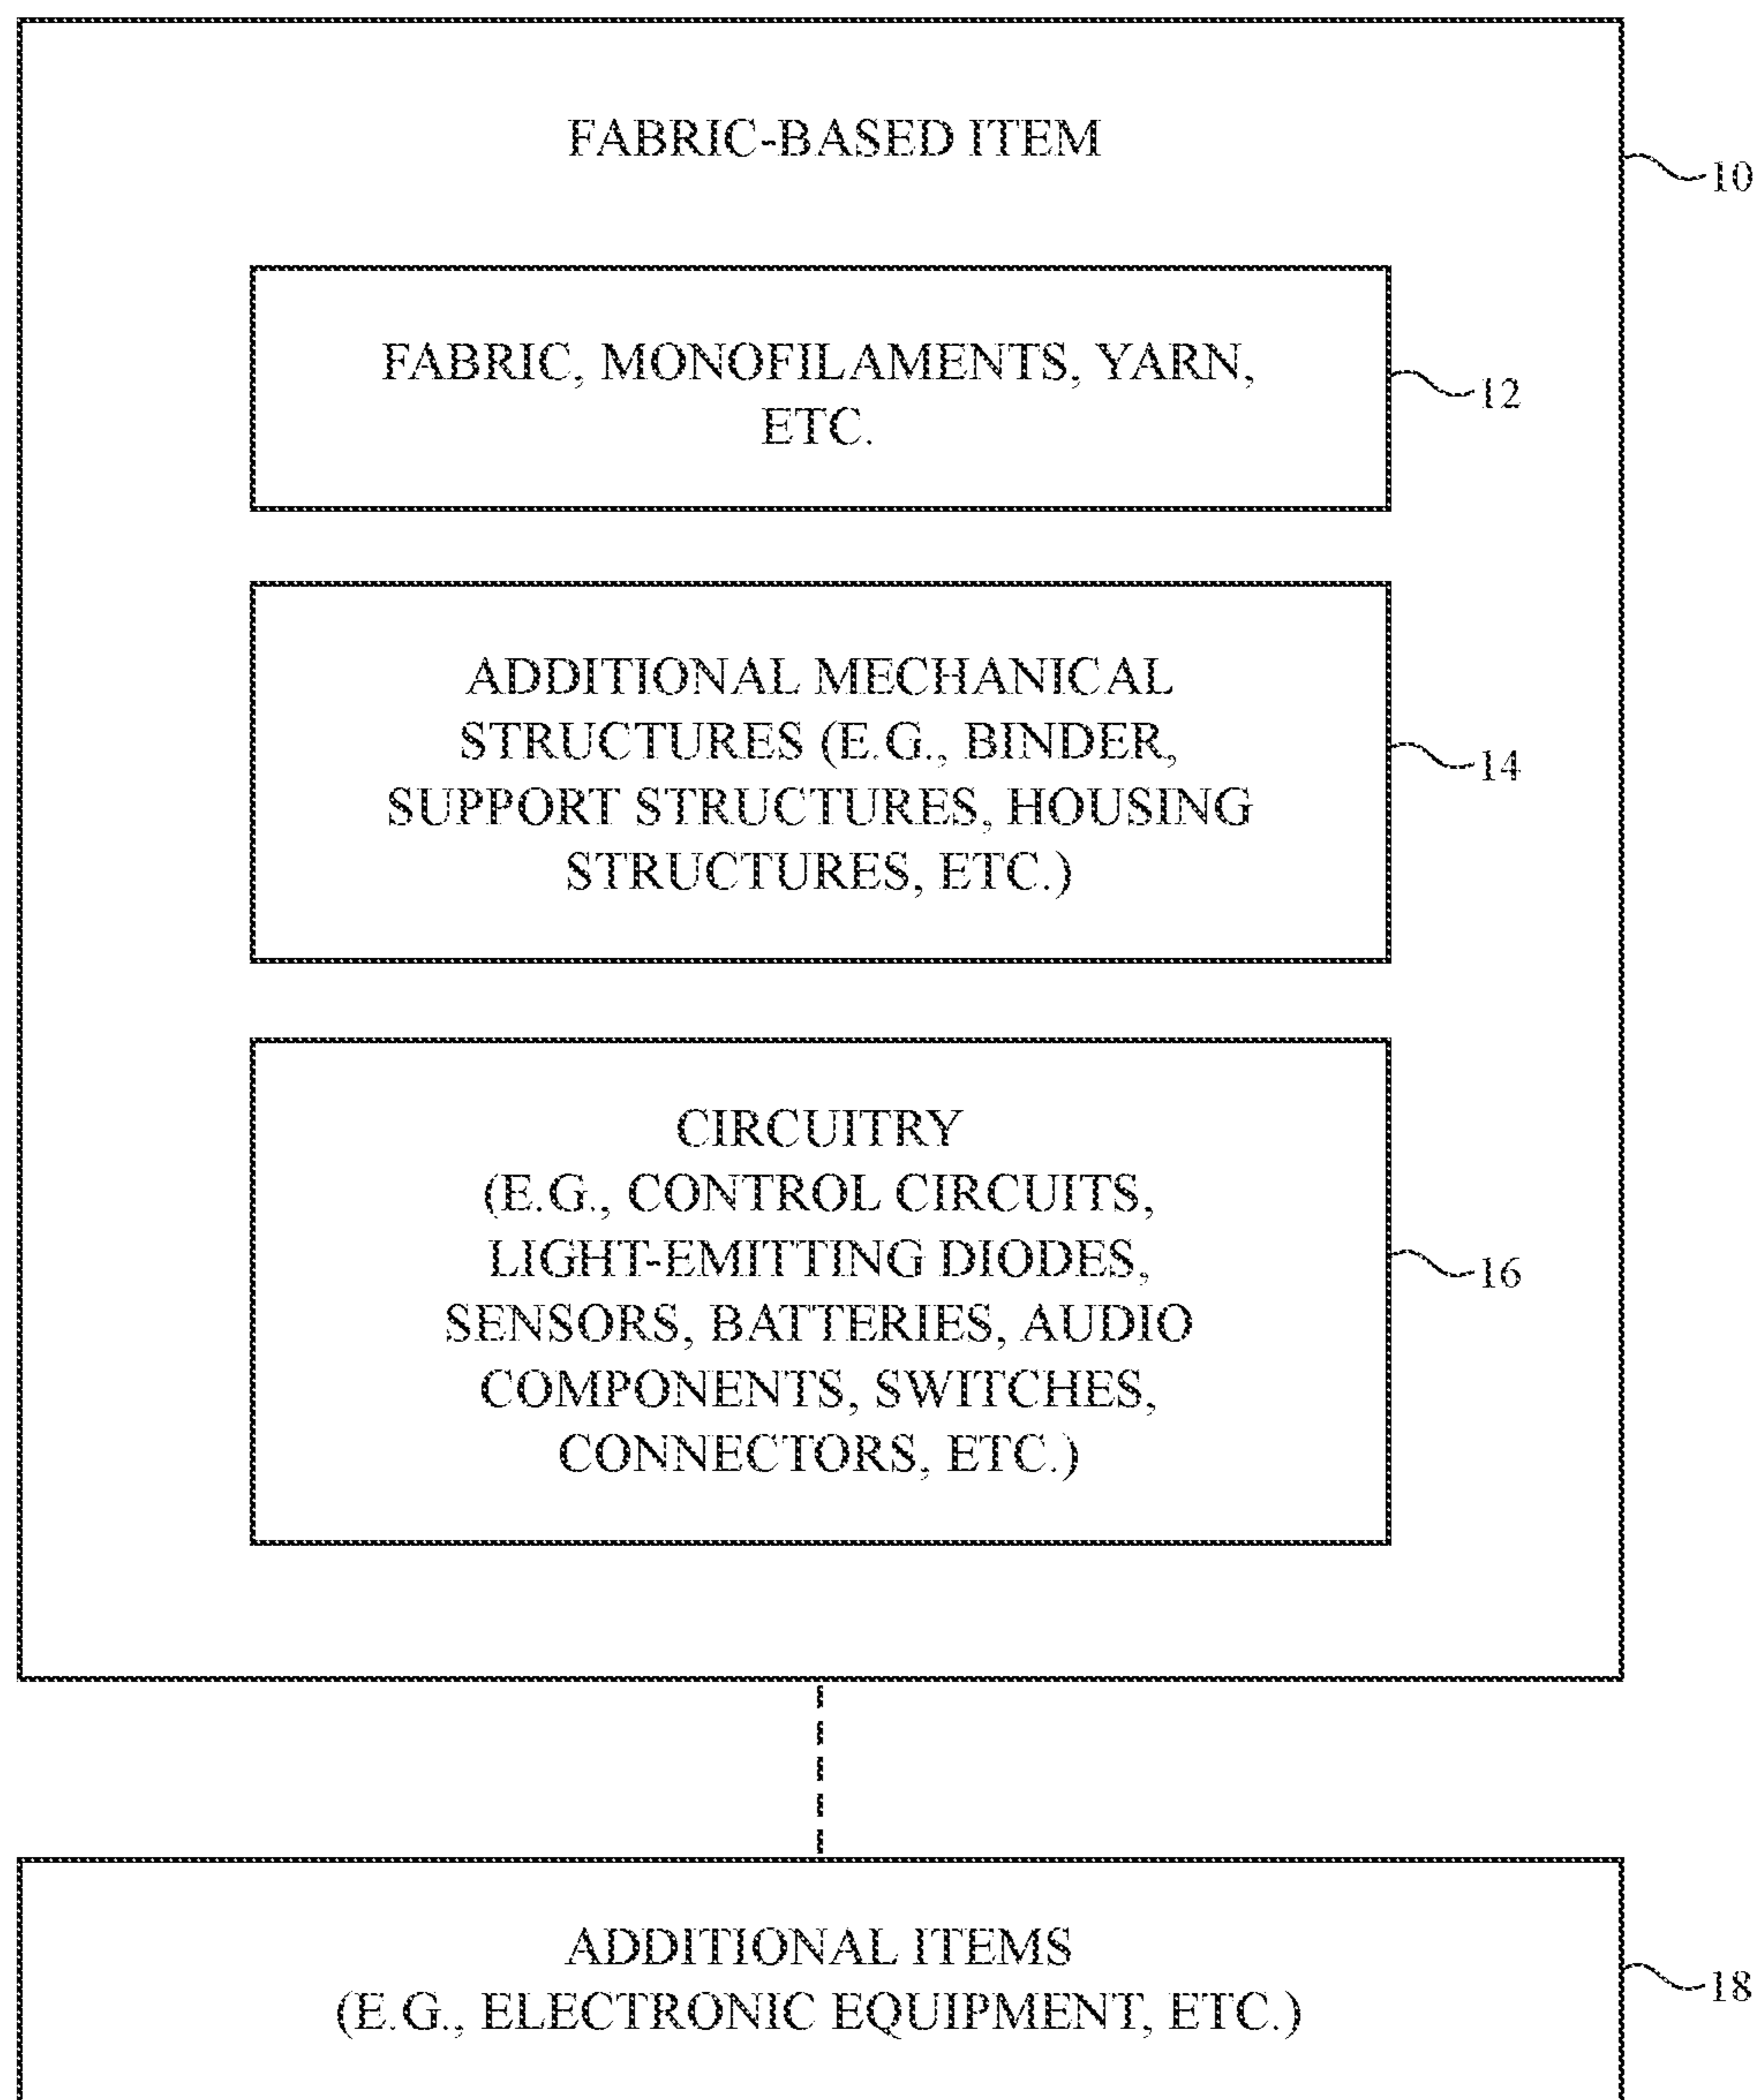 FABRIC-BASED ITEM
10
FABRIC, MONOFILAMENTS, YARN,
ETC.
12
ADDITIONAL MECHANICAL
STRUCTURES (E.G., BINDER,
SUPPORT STRUCTURES, HOUSING
STRUCTURES, ETC.)
14
CIRCUITRY
(E.G., CONTROL CIRCUITS,
LIGHT-EMITTING DIODES,
SENSORS, BATTERIES, AUDIO
COMPONENTS, SWITCHES,
CONNECTORS, ETC.)
16
ADDITIONAL ITEMS
(E.G., ELECTRONIC EQUIPMENT, ETC.)
18